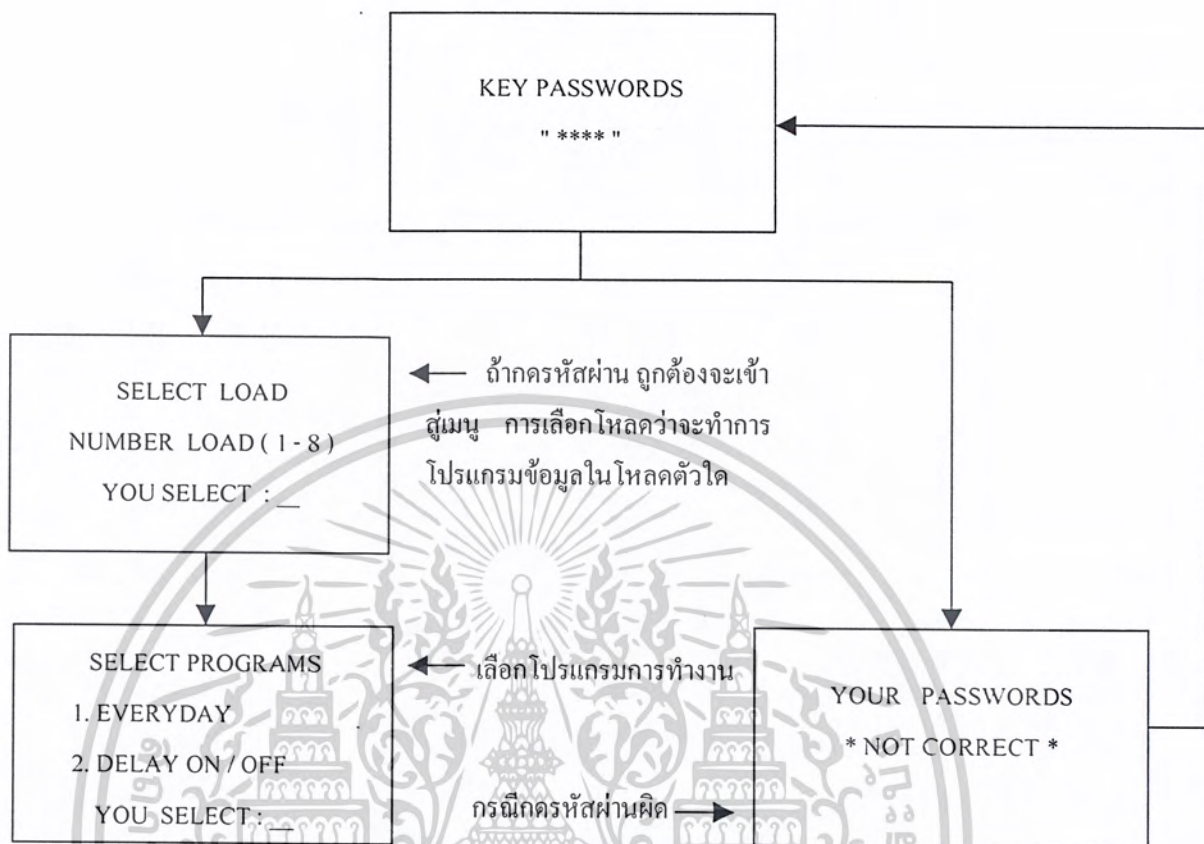 KEY PASSWORDS
" **** "
SELECT LOAD
NUMBER LOAD ( 1 - 8 )
YOU SELECT : __
ถ้ากดรหัสผ่าน ถูกต้องจะเข้า
สู่เมนู การเลือกโหลดว่าจะทำการ
โปรแกรมข้อมูลในโหลดตัวใด
SELECT PROGRAMS
1. EVERYDAY
2. DELAY ON / OFF
YOU SELECT : __
เลือกโปรแกรมการทำงาน
กรณีกดรหัสผ่านผิด
YOUR PASSWORDS
* NOT CORRECT *